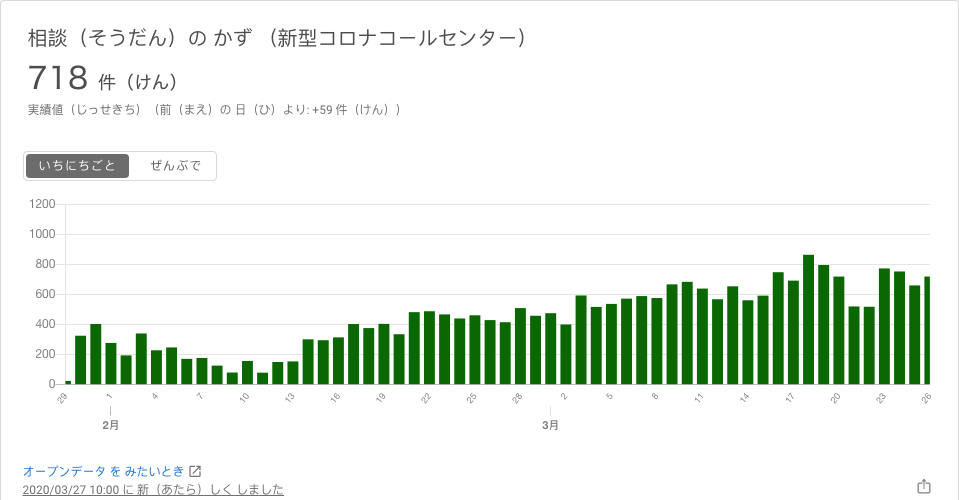 相談（そうだん）の かず （新型コロナコールセンター）
718 件（けん）
実績値（じっせきち）（前（まえ）の 日（ひ）より: +59 件（けん））
いちにちごと ぜんぶで
1200
1000
800
600
400
200
0
29 1 4 7 10 13 16 19 22 25 28 2 5 8 11 14 17 20 23 26
2月 3月
オープンデータ を みたいとき
2020/03/27 10:00 に 新（あたら）しく しました